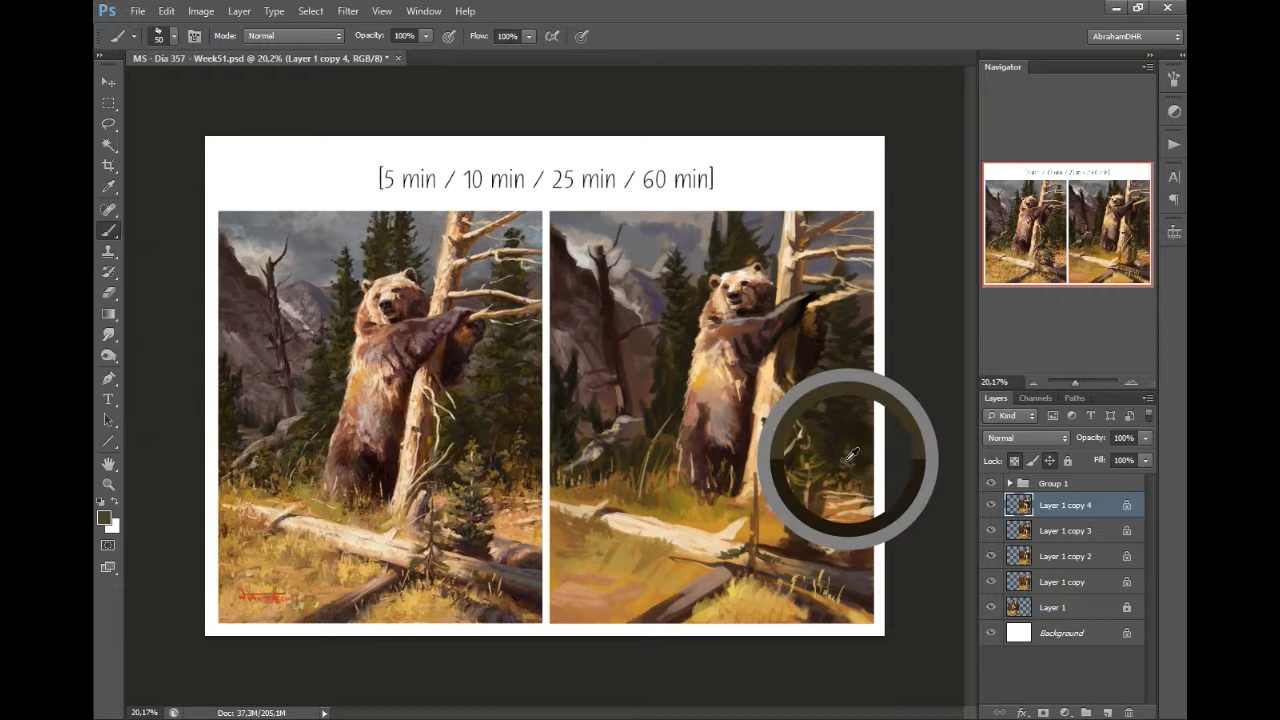 Ps File Edit Image Layer Type Select Filter View Window Help
50 Mode: Normal Opacity: 100% Flow: 100% AbrahamDHR
MS - Dia 357 - Week51.psd @ 20,2% (Layer 1 copy 4, RGB/8) * ×
Navigator
[5 min / 10 min / 25 min / 60 min]
20,17%
Layers Channels Paths
Kind
Normal Opacity: 100%
Lock: Fill: 100%
Group 1
Layer 1 copy 4
Layer 1 copy 3
Layer 1 copy 2
Layer 1 copy
Layer 1
Background
20,17% Doc: 37,3M/205,1M